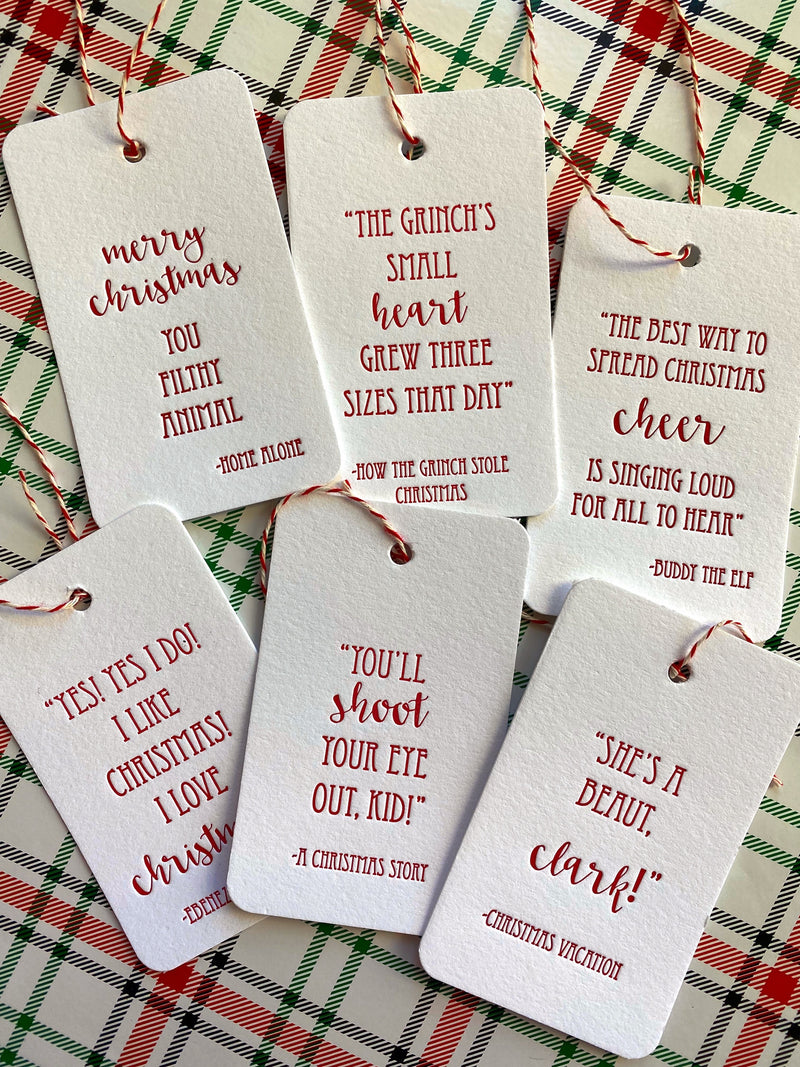 merry
christmas
YOU
FILTHY
ANIMAL
-HOME ALONE
“THE GRINCH'S
SMALL
heart
GREW THREE
SIZES THAT DAY”
-HOW THE GRINCH STOLE
CHRISTMAS
“THE BEST WAY TO
SPREAD CHRISTMAS
cheer
IS SINGING LOUD
FOR ALL TO HEAR”
-BUDDY THE ELF
“YES! YES I DO!
I LIKE
CHRISTMAS!
I LOVE
“YOU'LL
shoot
YOUR EYE
OUT, KID!”
-A CHRISTMAS STORY
“SHE'S A
BEAUT,
clark!”
-CHRISTMAS VACATION